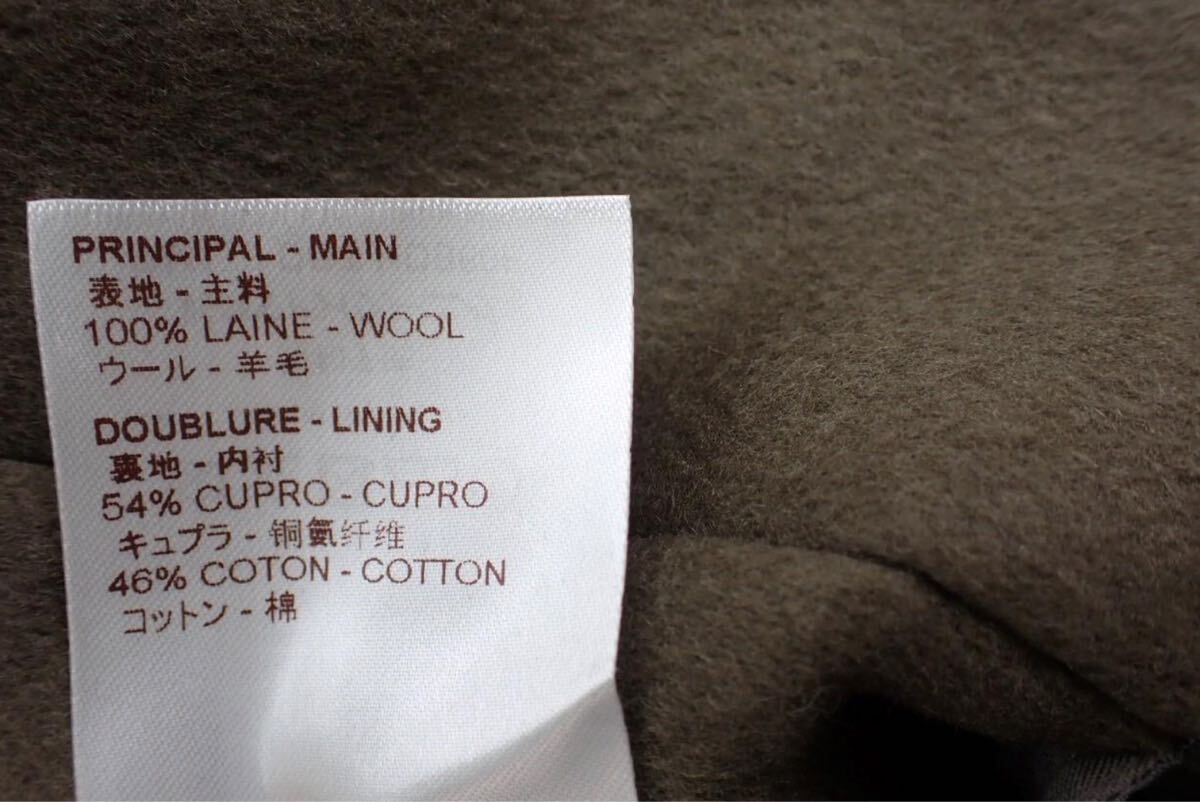 PRINCIPAL - MAIN
表地 - 主料
100% LAINE - WOOL
ウール - 羊毛
DOUBLURE - LINING
裏地 - 内衬
54% CUPRO - CUPRO
キュプラ - 铜氨纤维
46% COTON - COTTON
コットン - 棉